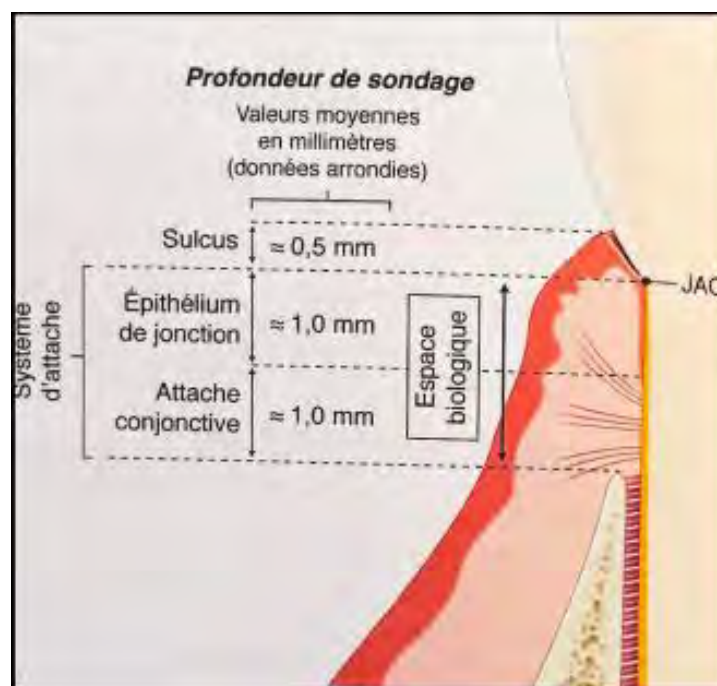 Profondeur de sondage
Valeurs moyennes
en millimètres
(données arrondies)
Sulcus
≈ 0,5 mm
JAC
Épithélium
de jonction
≈ 1,0 mm
Système
d'attache
Espace
biologique
Attache
conjonctive
≈ 1,0 mm